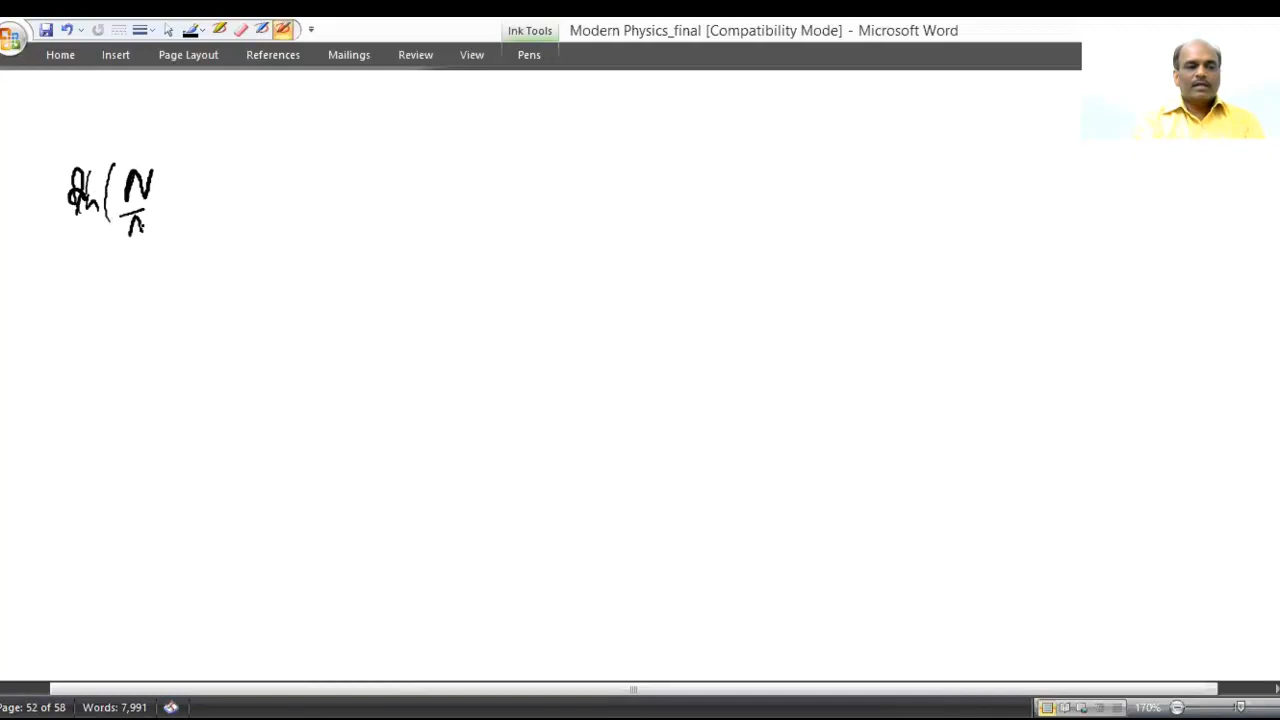 Ink Tools
Modern Physics_final [Compatibility Mode] - Microsoft Word
Home Insert Page Layout References Mailings Review View Pens
(N
Page: 52 of 58 Words: 7,991 170%